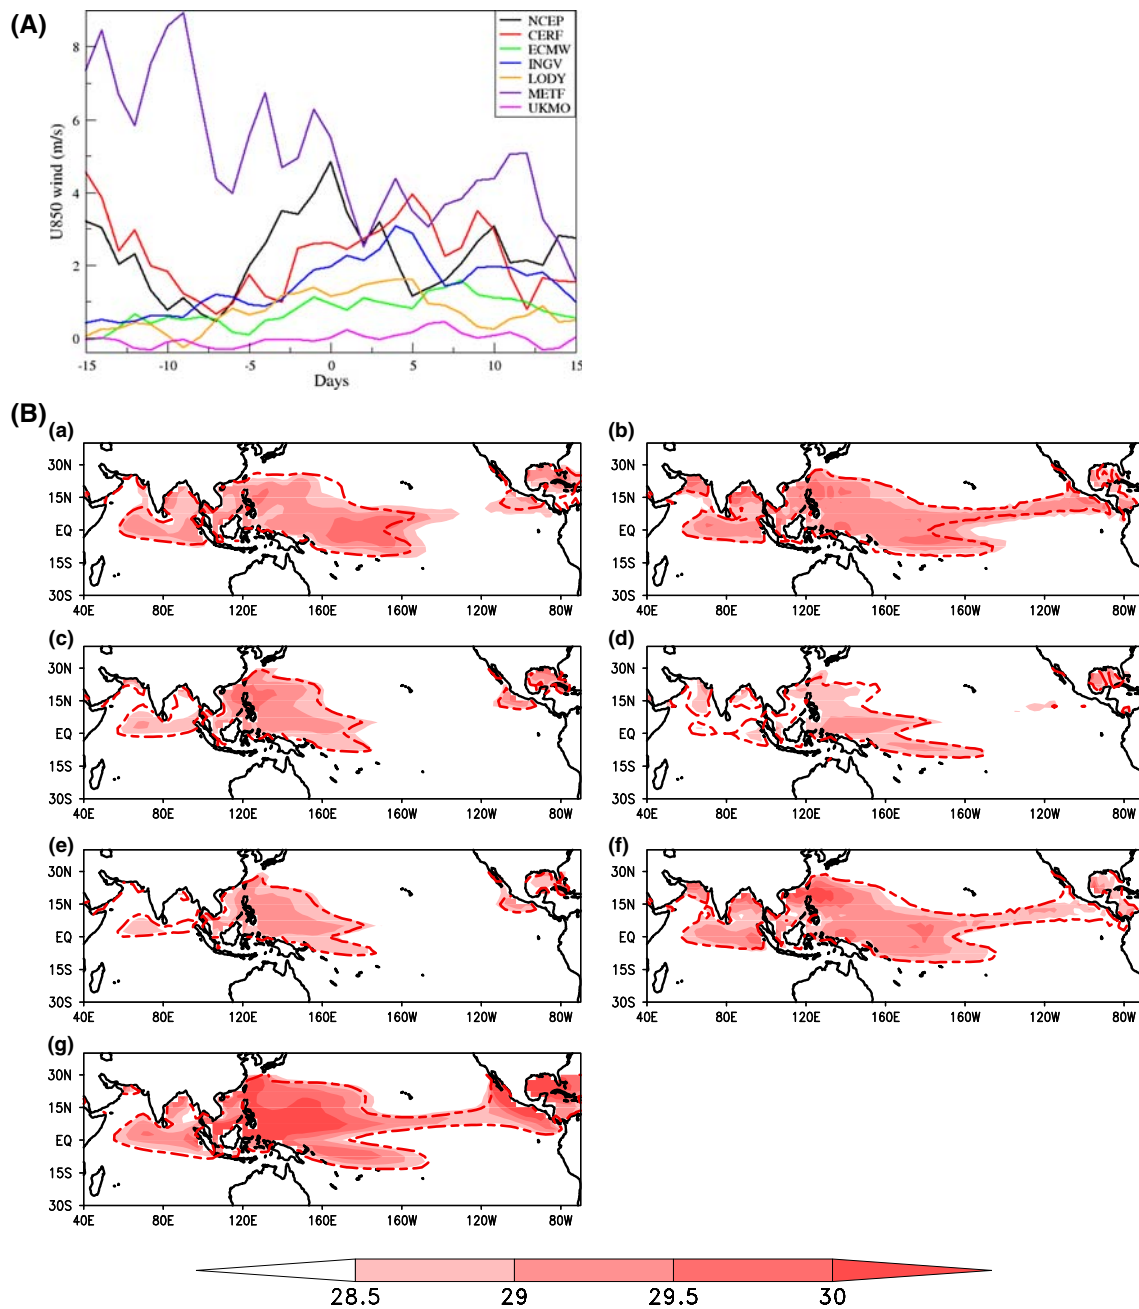 (A)
NCEP
CERF
ECMW
INGV
LODY
METF
UKMO
U850 wind (m/s)
8
6
4
2
0
-15 -10 -5 0 5 10 15
Days
(B)
(a) (b)
30N 15N EQ 15S 30S
40E 80E 120E 160E 160W 120W 80W
30N 15N EQ 15S 30S
40E 80E 120E 160E 160W 120W 80W
(c) (d)
30N 15N EQ 15S 30S
40E 80E 120E 160E 160W 120W 80W
30N 15N EQ 15S 30S
40E 80E 120E 160E 160W 120W 80W
(e) (f)
30N 15N EQ 15S 30S
40E 80E 120E 160E 160W 120W 80W
30N 15N EQ 15S 30S
40E 80E 120E 160E 160W 120W 80W
(g)
30N 15N EQ 15S 30S
40E 80E 120E 160E 160W 120W 80W
28.5 29 29.5 30